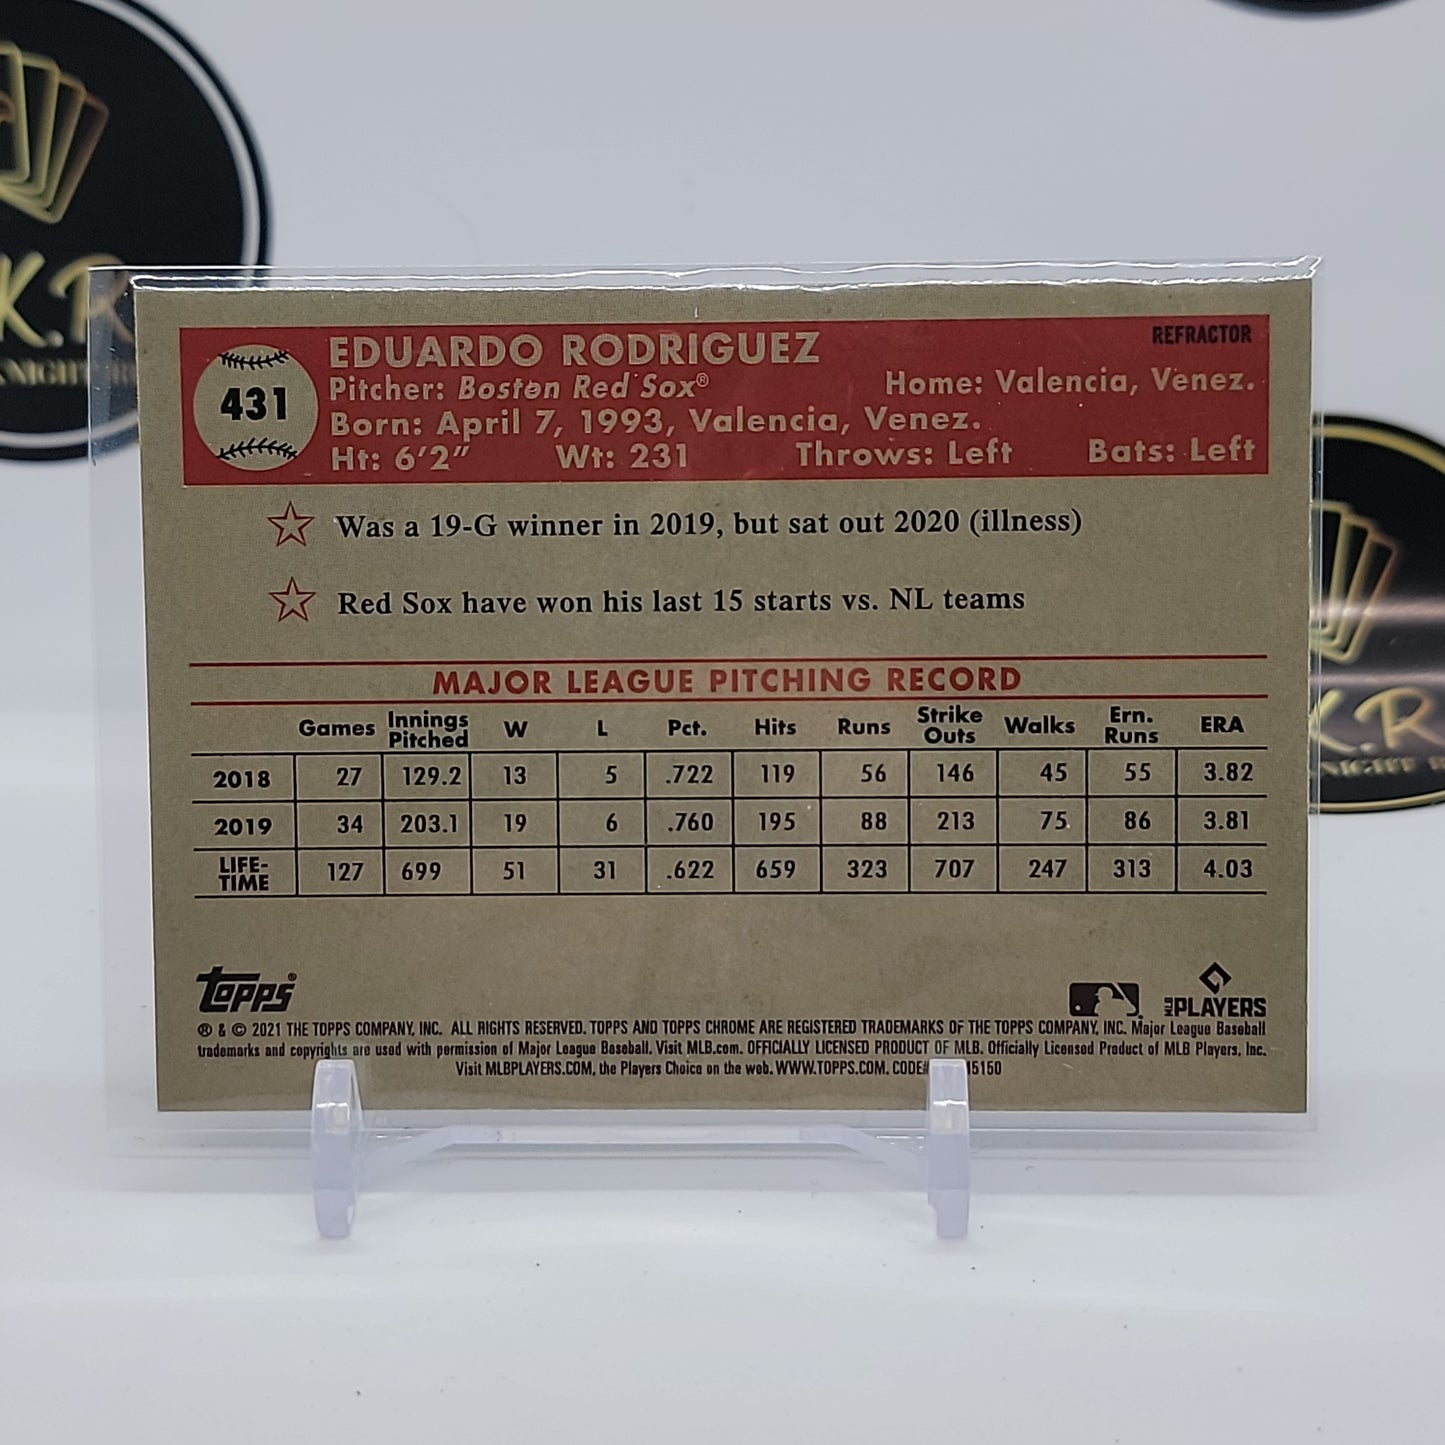 K.R
KNIGHT R
EDUARDO RODRIGUEZ
REFRACTOR
431
Pitcher: Boston Red Sox®
Home: Valencia, Venez.
Born: April 7, 1993, Valencia, Venez.
Ht: 6'2" Wt: 231 Throws: Left Bats: Left
Was a 19-G winner in 2019, but sat out 2020 (illness)
Red Sox have won his last 15 starts vs. NL teams
MAJOR LEAGUE PITCHING RECORD
Games Innings Pitched W L Pct. Hits Runs Strike Outs Walks Ern. Runs ERA
2018 27 129.2 13 5 .722 119 56 146 45 55 3.82
2019 34 203.1 19 6 .760 195 88 213 75 86 3.81
LIFE-TIME 127 699 51 31 .622 659 323 707 247 313 4.03
topps®
MLB PLAYERS
® & © 2021 THE TOPPS COMPANY, INC. ALL RIGHTS RESERVED. TOPPS AND TOPPS CHROME ARE REGISTERED TRADEMARKS OF THE TOPPS COMPANY, INC. Major League Baseball
trademarks and copyrights are used with permission of Major League Baseball. Visit MLB.com. OFFICIALLY LICENSED PRODUCT OF MLB. Officially Licensed Product of MLB Players, Inc.
Visit MLBPLAYERS.COM, the Players Choice on the web. WWW.TOPPS.COM. CODE# 15150
K.R
NIGHT R